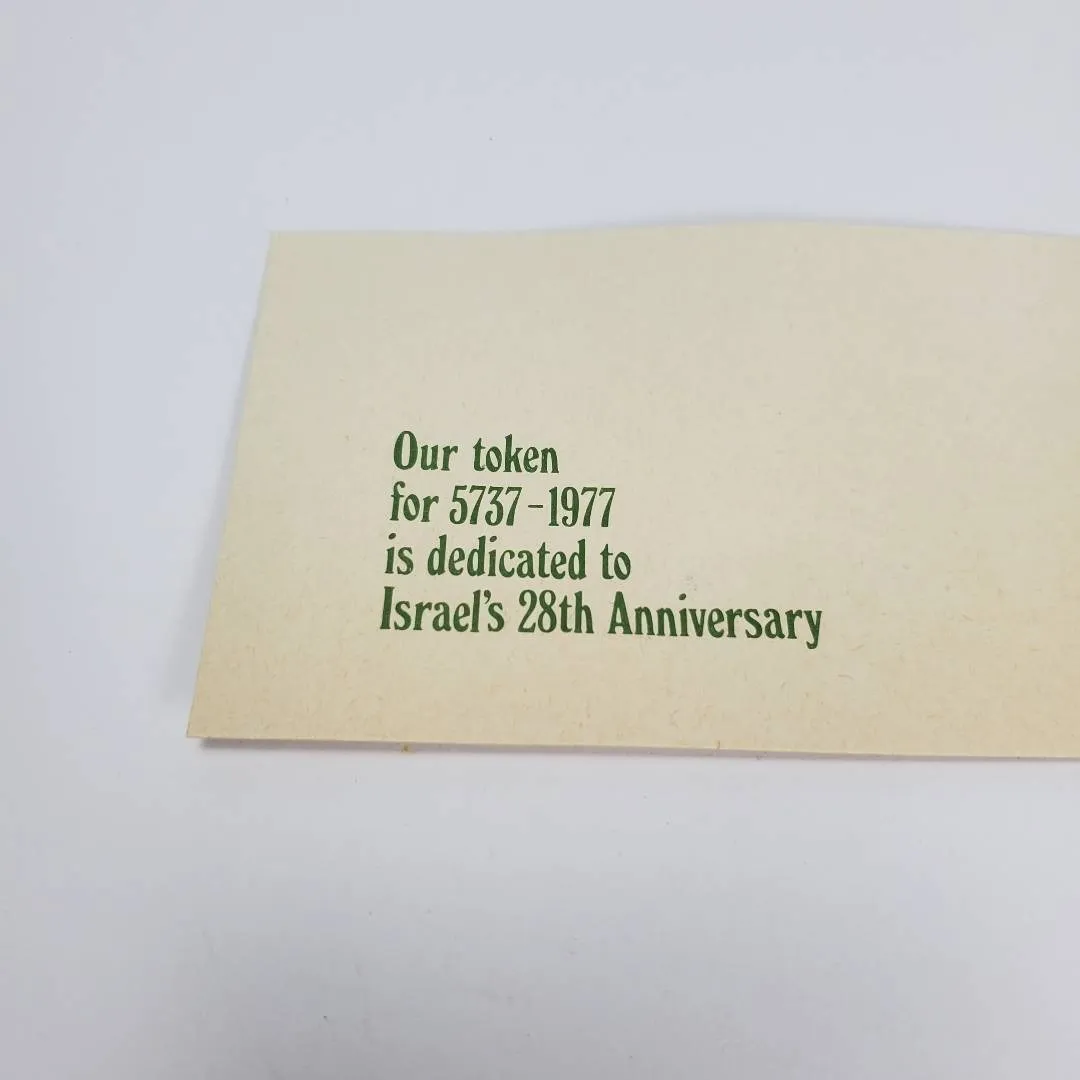 Our token
for 5737-1977
is dedicated to
Israel's 28th Anniversary